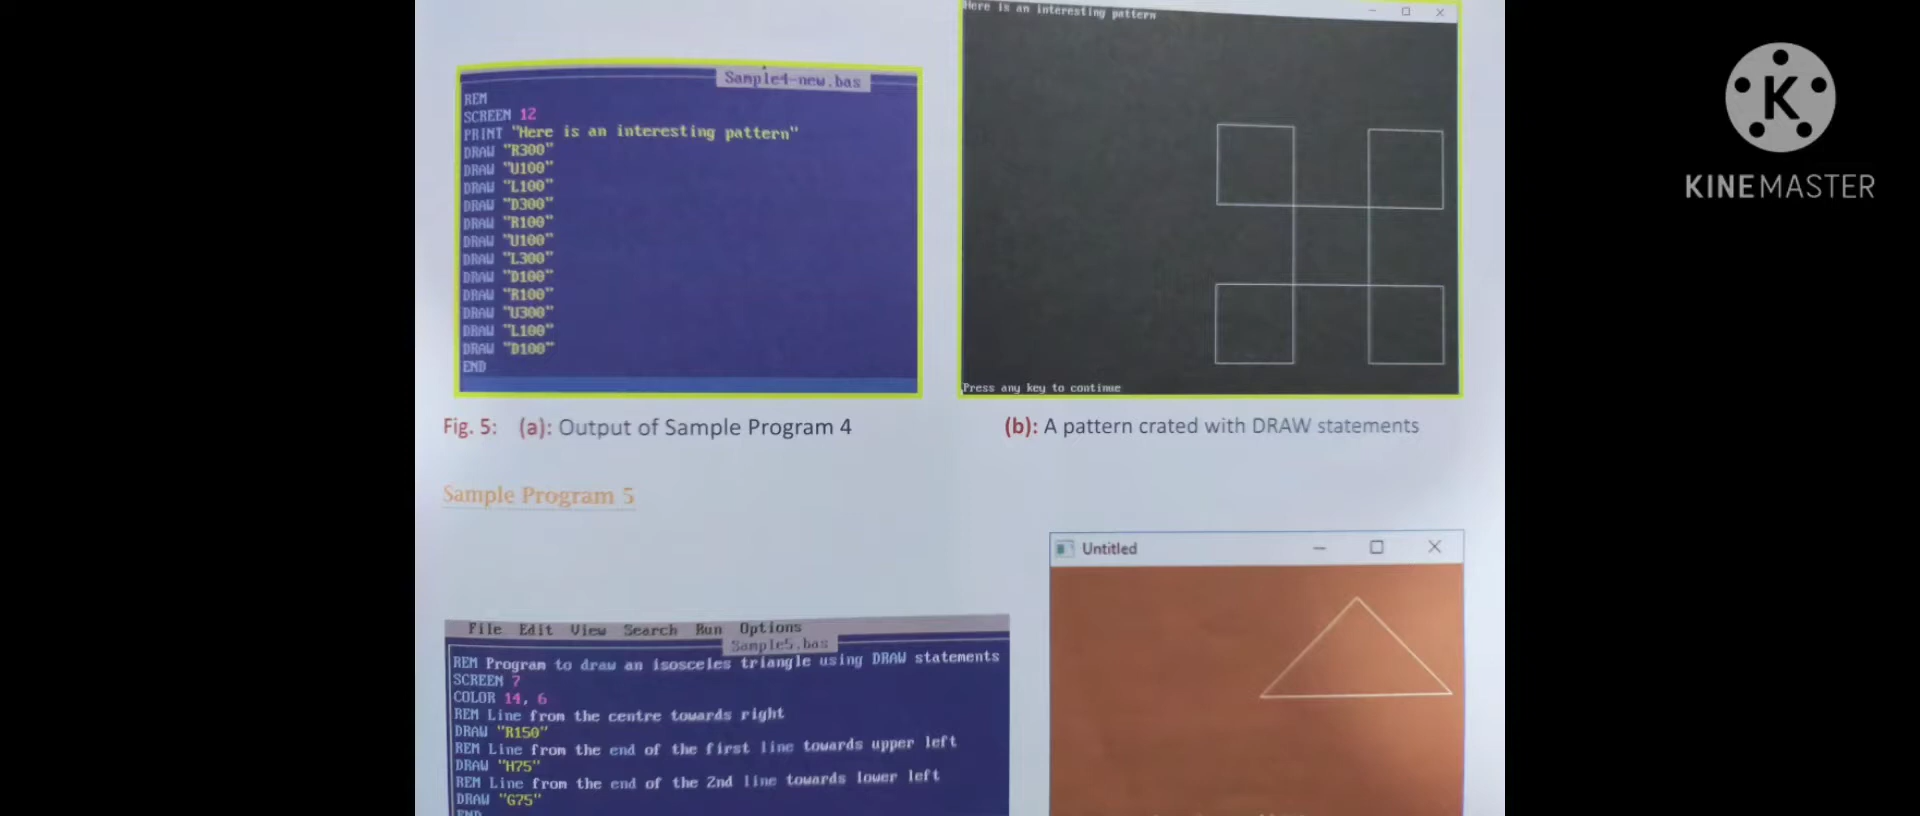 Here is an interesting pattern
Sample4-new.bas
REM
SCREEN 12
PRINT "Here is an interesting pattern"
DRAW "R300"
DRAW "U100"
DRAW "L100"
DRAW "D300"
DRAW "R100"
DRAW "U100"
DRAW "L300"
DRAW "D100"
DRAW "R100"
DRAW "U300"
DRAW "L100"
DRAW "D100"
END
Press any key to continue
Fig. 5: (a): Output of Sample Program 4
(b): A pattern crated with DRAW statements
Sample Program 5
Untitled
File Edit View Search Run Options
Sample5.bas
REM Program to draw an isosceles triangle using DRAW statements
SCREEN 7
COLOR 14, 6
REM Line from the centre towards right
DRAW "R150"
REM Line from the end of the first line towards upper left
DRAW "H75"
REM Line from the end of the 2nd line towards lower left
DRAW "G75"
END
K
KINEMASTER